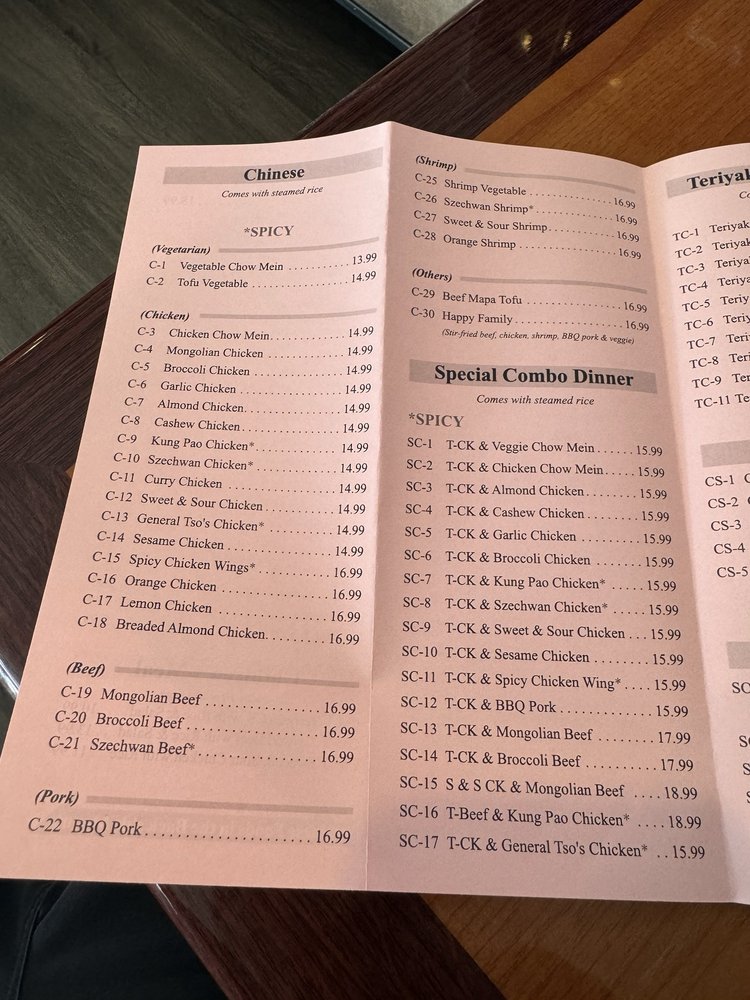 Chinese
Comes with steamed rice
*SPICY
(Vegetarian)
C-1 Vegetable Chow Mein .......... 13.99
C-2 Tofu Vegetable ............... 14.99
(Chicken)
C-3 Chicken Chow Mein............ 14.99
C-4 Mongolian Chicken ............ 14.99
C-5 Broccoli Chicken .............. 14.99
C-6 Garlic Chicken ................ 14.99
C-7 Almond Chicken............... 14.99
C-8 Cashew Chicken............... 14.99
C-9 Kung Pao Chicken*............. 14.99
C-10 Szechwan Chicken* ............ 14.99
C-11 Curry Chicken ................ 14.99
C-12 Sweet & Sour Chicken .......... 14.99
C-13 General Tso's Chicken* .......... 14.99
C-14 Sesame Chicken ............... 14.99
C-15 Spicy Chicken Wings*........... 16.99
C-16 Orange Chicken ............... 16.99
C-17 Lemon Chicken ............... 16.99
C-18 Breaded Almond Chicken......... 16.99
(Beef)
C-19 Mongolian Beef ............... 16.99
C-20 Broccoli Beef ................. 16.99
C-21 Szechwan Beef*................ 16.99
(Pork)
C-22 BBQ Pork..................... 16.99
(Shrimp)
C-25 Shrimp Vegetable ............ 16.99
C-26 Szechwan Shrimp* ............ 16.99
C-27 Sweet & Sour Shrimp.......... 16.99
C-28 Orange Shrimp .............. 16.99
(Others)
C-29 Beef Mapa Tofu .............. 16.99
C-30 Happy Family ............... 16.99
(Stir-fried beef, chicken, shrimp, BBQ pork & veggie)
Special Combo Dinner
Comes with steamed rice
*SPICY
SC-1 T-CK & Veggie Chow Mein ...... 15.99
SC-2 T-CK & Chicken Chow Mein..... 15.99
SC-3 T-CK & Almond Chicken........ 15.99
SC-4 T-CK & Cashew Chicken........ 15.99
SC-5 T-CK & Garlic Chicken ......... 15.99
SC-6 T-CK & Broccoli Chicken ....... 15.99
SC-7 T-CK & Kung Pao Chicken* ..... 15.99
SC-8 T-CK & Szechwan Chicken* ..... 15.99
SC-9 T-CK & Sweet & Sour Chicken ... 15.99
SC-10 T-CK & Sesame Chicken ........ 15.99
SC-11 T-CK & Spicy Chicken Wing* .... 15.99
SC-12 T-CK & BBQ Pork ............ 15.99
SC-13 T-CK & Mongolian Beef ........ 17.99
SC-14 T-CK & Broccoli Beef ......... 17.99
SC-15 S & S CK & Mongolian Beef .... 18.99
SC-16 T-Beef & Kung Pao Chicken* .... 18.99
SC-17 T-CK & General Tso's Chicken* .. 15.99
TC-1
TC-2
TC-3
TC-4
TC-5
TC-6
TC-7
TC-8
TC-9
TC-11
CS-1
CS-2
CS-3
CS-4
CS-5